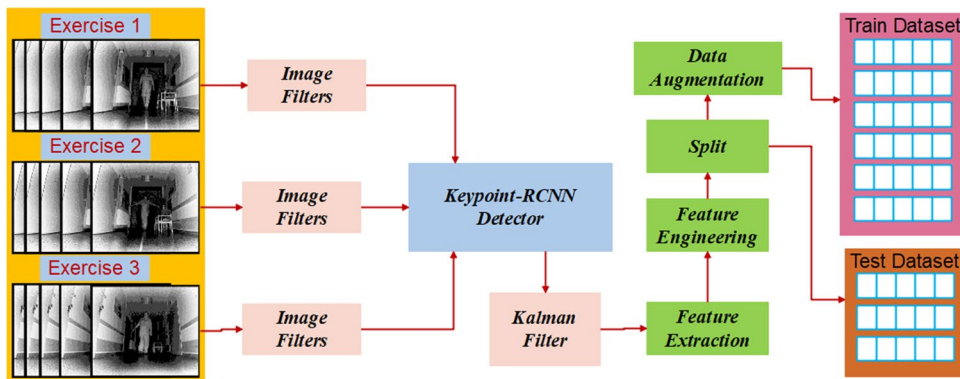 Exercise 1
Image
Filters
Exercise 2
Image
Filters
Exercise 3
Image
Filters
Keypoint-RCNN
Detector
Kalman
Filter
Feature
Extraction
Feature
Engineering
Split
Data
Augmentation
Train Dataset
Test Dataset